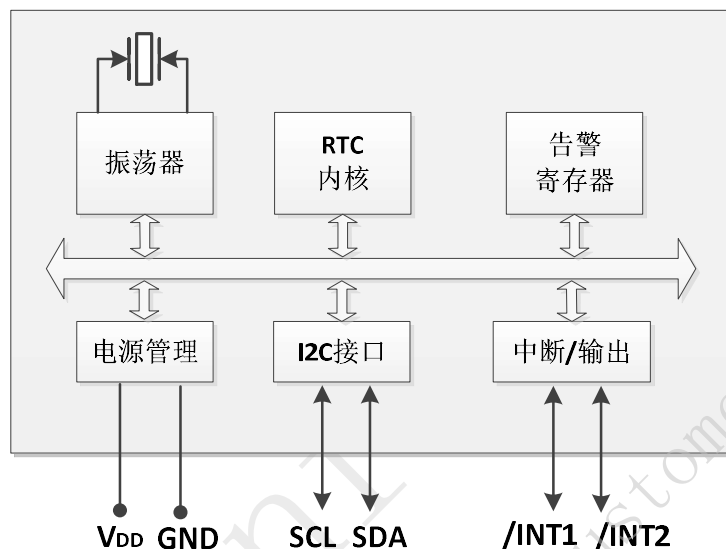 振荡器
RTC
内核
告警
寄存器
电源管理
I2C接口
中断/输出
VDD GND SCL SDA /INT1 /INT2